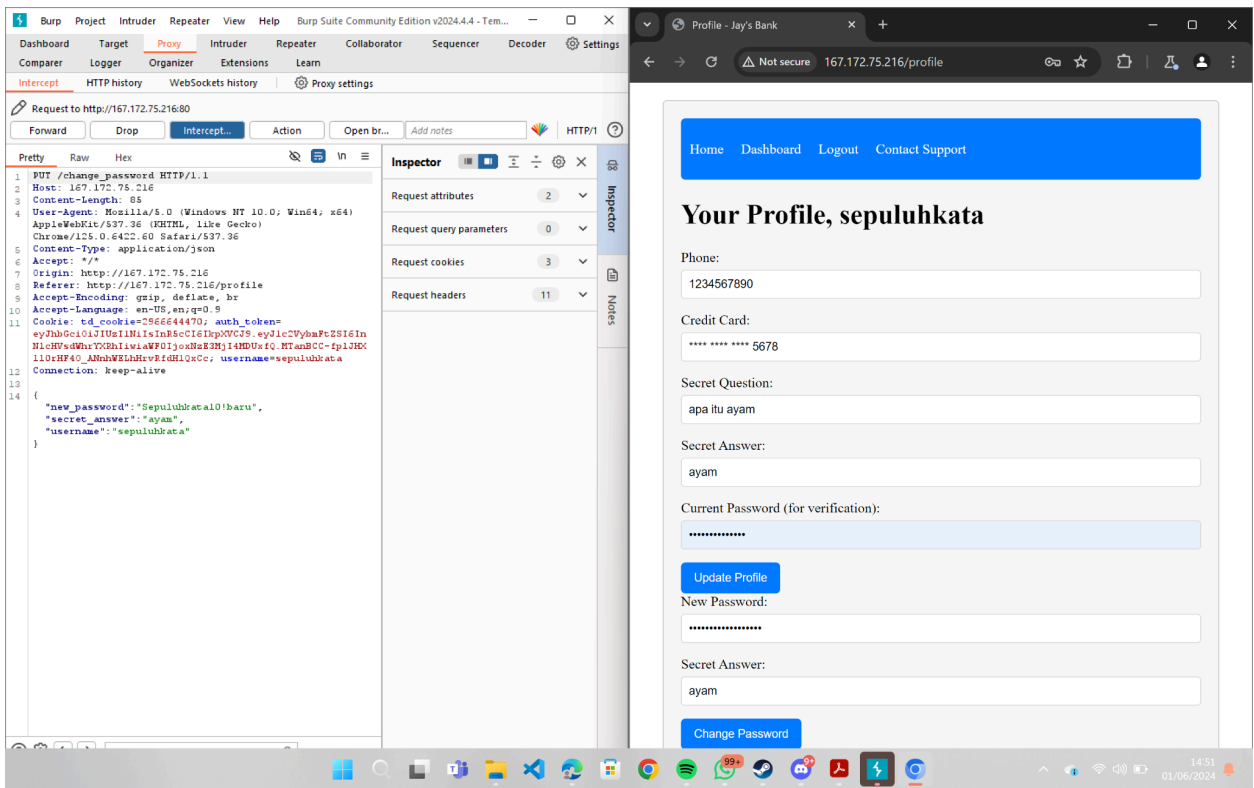 Burp Project Intruder Repeater View Help Burp Suite Community Edition v2024.4.4 - Tem...
Dashboard Target Proxy Intruder Repeater Collaborator Sequencer Decoder Settings
Comparer Logger Organizer Extensions Learn
Intercept HTTP history WebSockets history Proxy settings
Request to http://167.172.75.216:80
Forward Drop Intercept... Action Open br... Add notes HTTP/1
Pretty Raw Hex
1 PUT /change_password HTTP/1.1
2 Host: 167.172.75.216
3 Content-Length: 85
4 User-Agent: Mozilla/5.0 (Windows NT 10.0; Win64; x64)
AppleWebKit/537.36 (KHTML, like Gecko)
Chrome/125.0.6422.60 Safari/537.36
5 Content-Type: application/json
6 Accept: */*
7 Origin: http://167.172.75.216
8 Referer: http://167.172.75.216/profile
9 Accept-Encoding: gzip, deflate, br
10 Accept-Language: en-US,en;q=0.9
11 Cookie: td_cookie=2966644470; auth_token=
username=sepuluhkata
12 Connection: keep-alive
13
14 {
"new_password":"Sepuluhkata10!baru",
"secret_answer":"ayam",
"username":"sepuluhkata"
}
Inspector
Request attributes 2
Request query parameters 0
Request cookies 3
Request headers 11
Inspector
Notes
Profile - Jay's Bank
Not secure 167.172.75.216/profile
Home Dashboard Logout Contact Support
Your Profile, sepuluhkata
Phone:
1234567890
Credit Card:
**** **** **** 5678
Secret Question:
apa itu ayam
Secret Answer:
ayam
Current Password (for verification):
••••••••••••••
Update Profile
New Password:
••••••••••••••••••
Secret Answer:
ayam
Change Password
99+
9+
14:51
01/06/2024